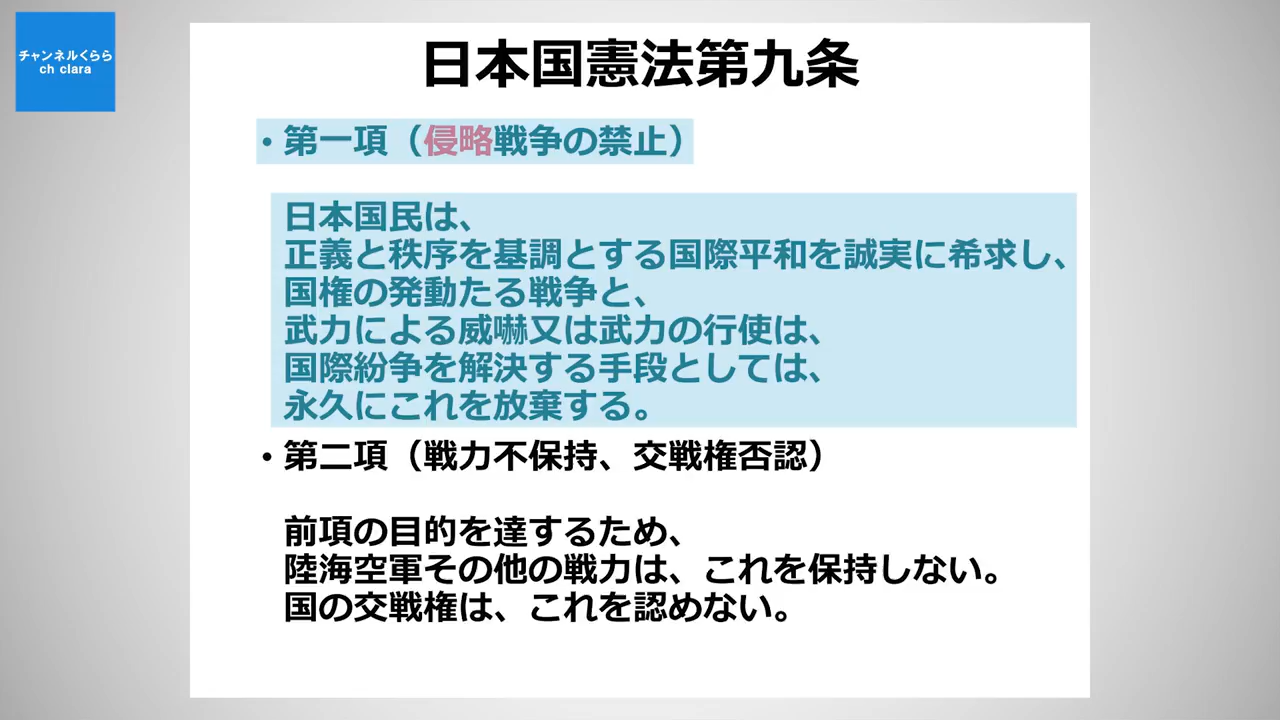 チャンネルくらら
ch clara
日本国憲法第九条
・第一項（侵略戦争の禁止）
日本国民は、
正義と秩序を基調とする国際平和を誠実に希求し、
国権の発動たる戦争と、
武力による威嚇又は武力の行使は、
国際紛争を解決する手段としては、
永久にこれを放棄する。
・第二項（戦力不保持、交戦権否認）
前項の目的を達するため、
陸海空軍その他の戦力は、これを保持しない。
国の交戦権は、これを認めない。